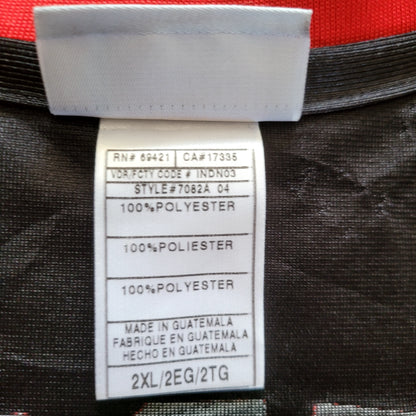 RN# 69421 CA#17335
VDR/FCTY CODE # INDN03
STYLE#7082A 04
100%POLYESTER
100%POLIESTER
100%POLYESTER
MADE IN GUATEMALA
FABRIQUE EN GUATEMALA
HECHO EN GUATEMALA
2XL/2EG/2TG